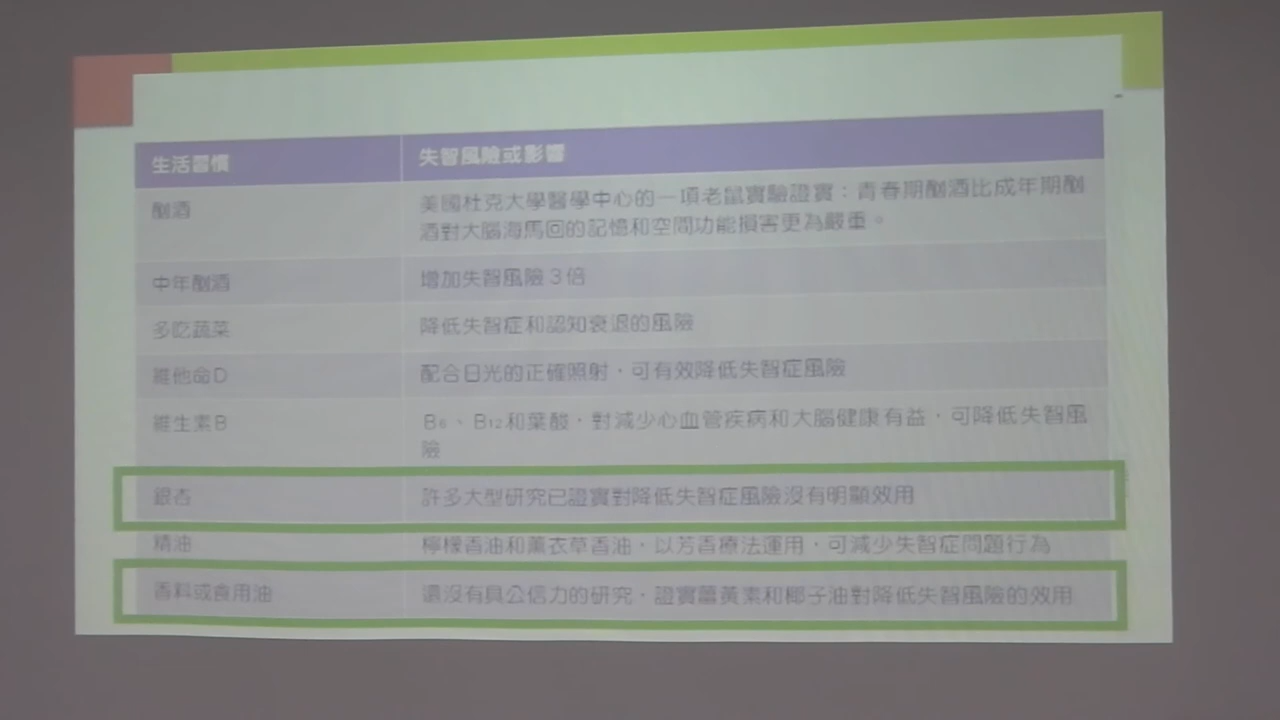 生活習慣 失智風險或影響
酗酒 美國杜克大學醫學中心的一項老鼠實驗證實：青春期酗酒比成年期酗
酒對大腦海馬回的記憶和空間功能損害更為嚴重。
中年酗酒 增加失智風險3倍
多吃蔬菜 降低失智症和認知衰退的風險
維他命D 配合日光的正確照射，可有效降低失智症風險
維生素B B6、B12和葉酸，對減少心血管疾病和大腦健康有益，可降低失智風
險
銀杏 許多大型研究已證實對降低失智症風險沒有明顯效用
精油 檸檬香油和薰衣草香油，以芳香療法運用，可減少失智症問題行為
香料或食用油 還沒有具公信力的研究，證實薑黃素和椰子油對降低失智風險的效用